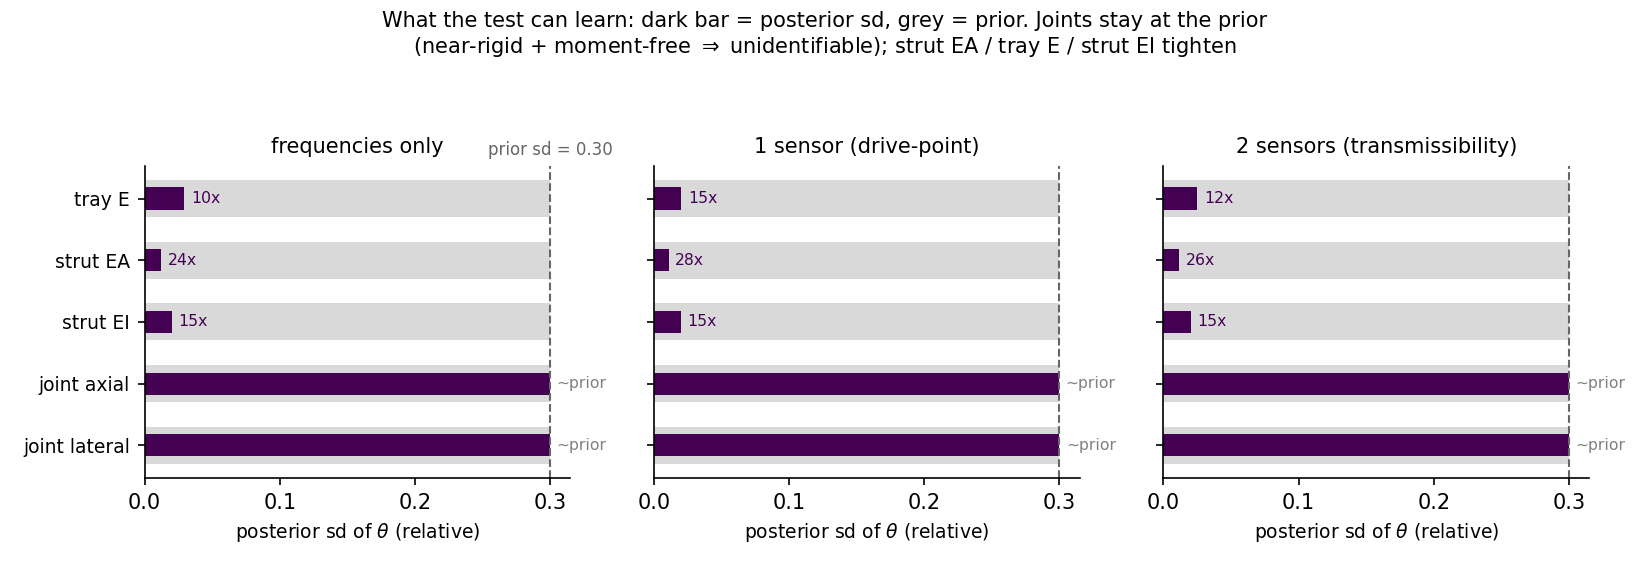 What the test can learn: dark bar = posterior sd, grey = prior. Joints stay at the prior
(near-rigid + moment-free ⇒ unidentifiable); strut EA / tray E / strut EI tighten
frequencies only
prior sd = 0.30
tray E
10x
strut EA
24x
strut EI
15x
joint axial
~prior
joint lateral
~prior
0.0 0.1 0.2 0.3
posterior sd of θ (relative)
1 sensor (drive-point)
15x
28x
15x
~prior
~prior
0.0 0.1 0.2 0.3
posterior sd of θ (relative)
2 sensors (transmissibility)
12x
26x
15x
~prior
~prior
0.0 0.1 0.2 0.3
posterior sd of θ (relative)